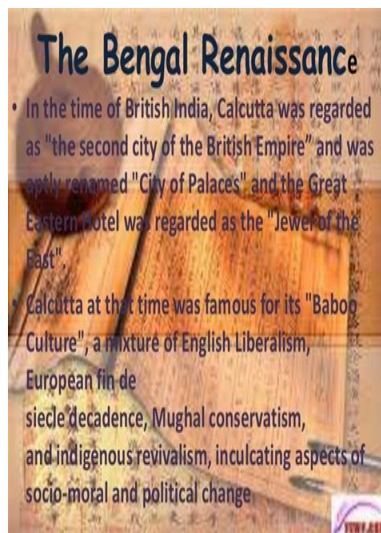 The Bengal Renaissance
• In the time of British India, Calcutta was regarded
as "the second city of the British Empire” and was
aptly renamed "City of Palaces" and the Great
Eastern Hotel was regarded as the "Jewel of the
East".
• Calcutta at that time was famous for its "Baboo
Culture", a mixture of English Liberalism,
European fin de
siecle decadence, Mughal conservatism,
and indigenous revivalism, inculcating aspects of
socio-moral and political change